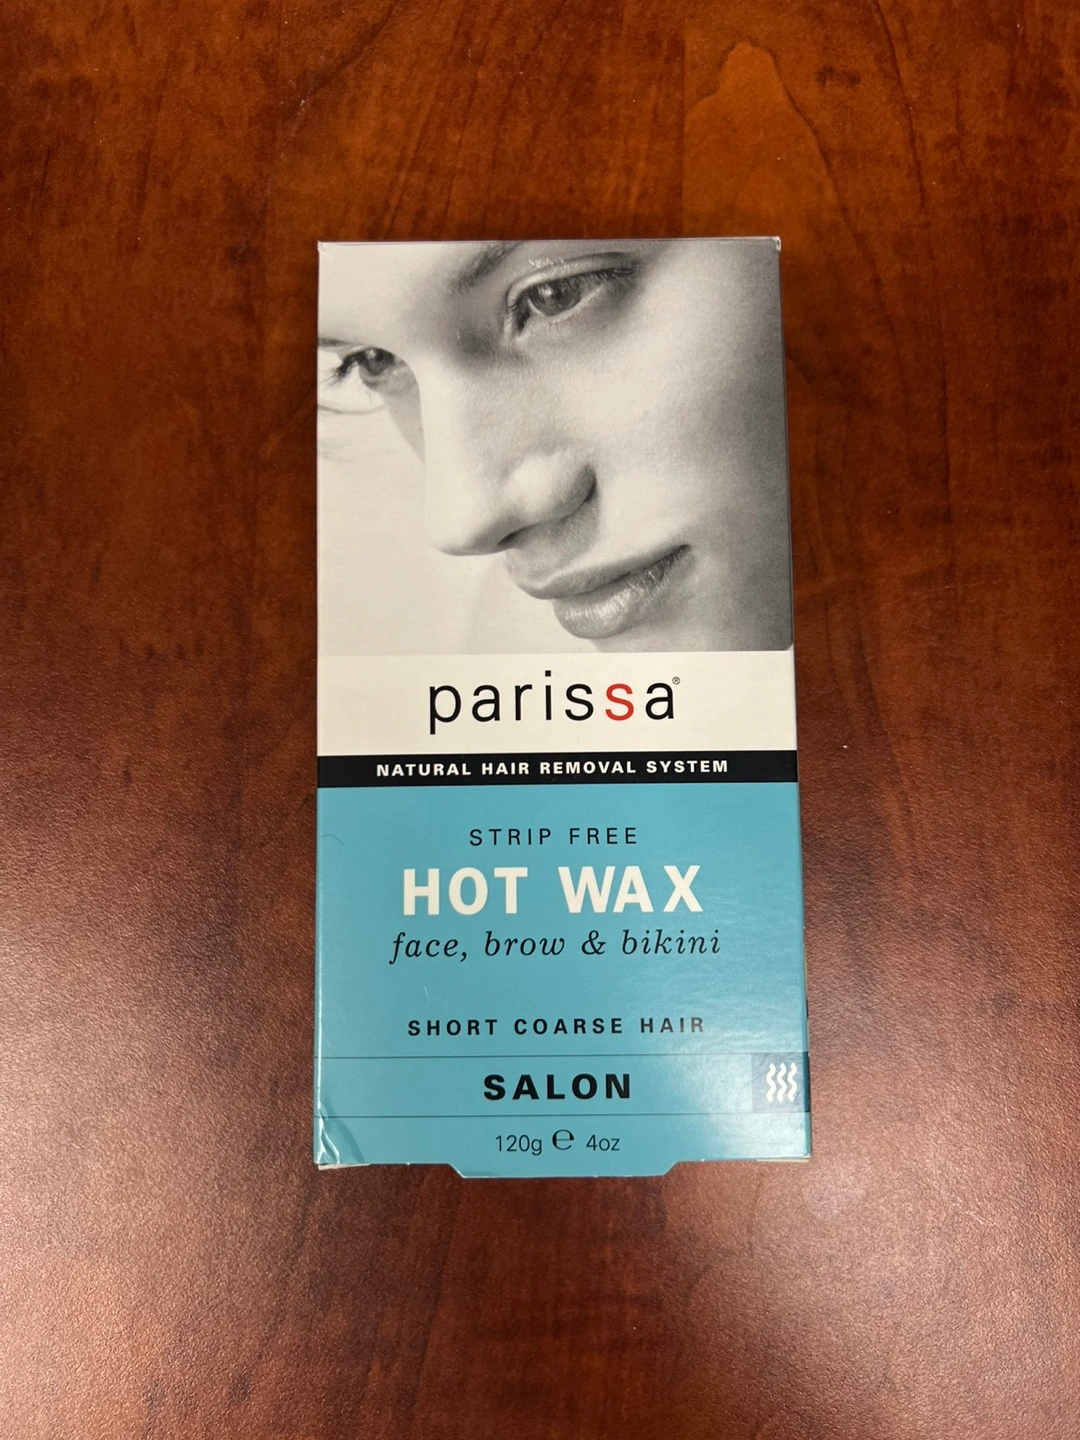 parissa®
NATURAL HAIR REMOVAL SYSTEM
STRIP FREE
HOT WAX
face, brow & bikini
SHORT COARSE HAIR
SALON
120g ℮ 4oz